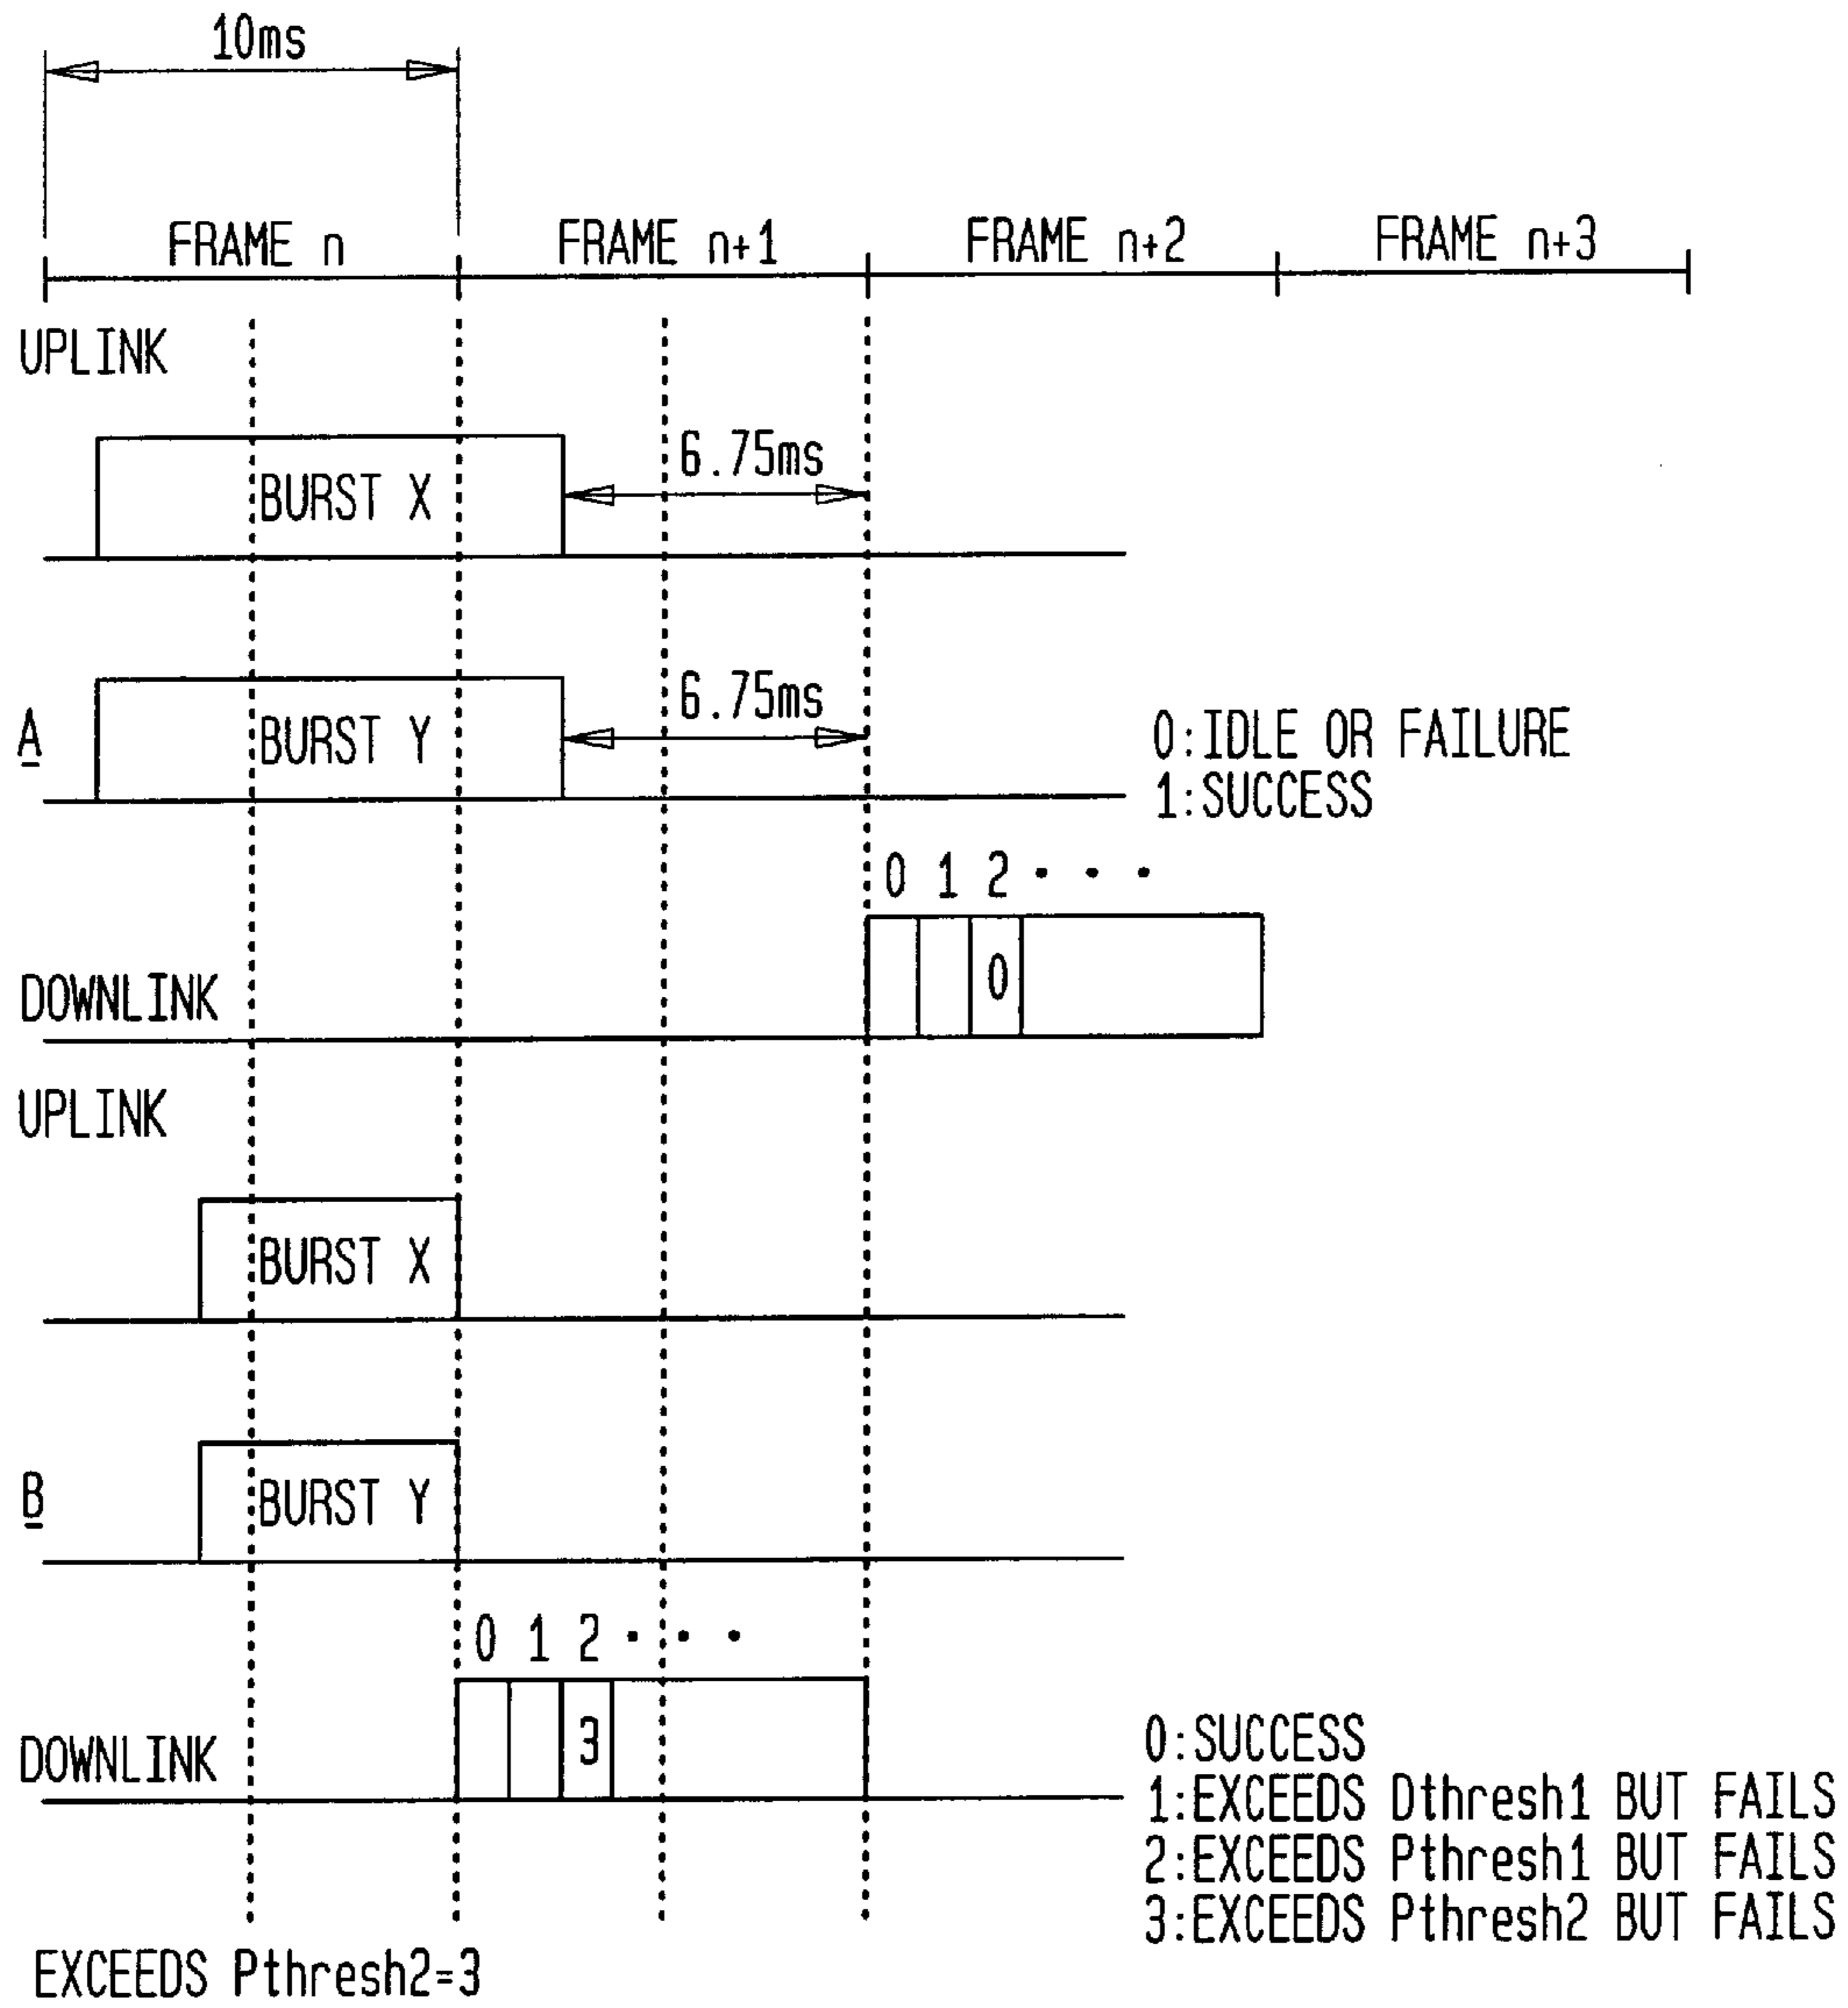 10ms
FRAME n FRAME n+1 FRAME n+2 FRAME n+3
UPLINK
BURST X
6.75ms
A
BURST Y
6.75ms
0:IDLE OR FAILURE
1:SUCCESS
0 1 2 · · ·
0
DOWNLINK
UPLINK
BURST X
B
BURST Y
0 1 2 · · ·
3
DOWNLINK
0:SUCCESS
1:EXCEEDS Dthresh1 BUT FAILS
2:EXCEEDS Pthresh1 BUT FAILS
3:EXCEEDS Pthresh2 BUT FAILS
EXCEEDS Pthresh2=3